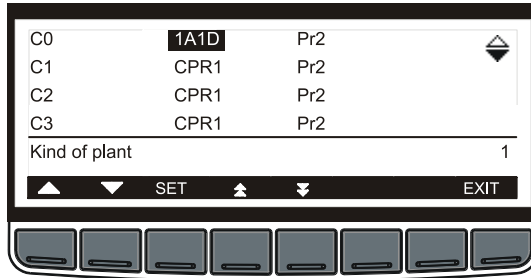 C0 1A1D Pr2
C1 CPR1 Pr2
C2 CPR1 Pr2
C3 CPR1 Pr2
Kind of plant 1
SET EXIT